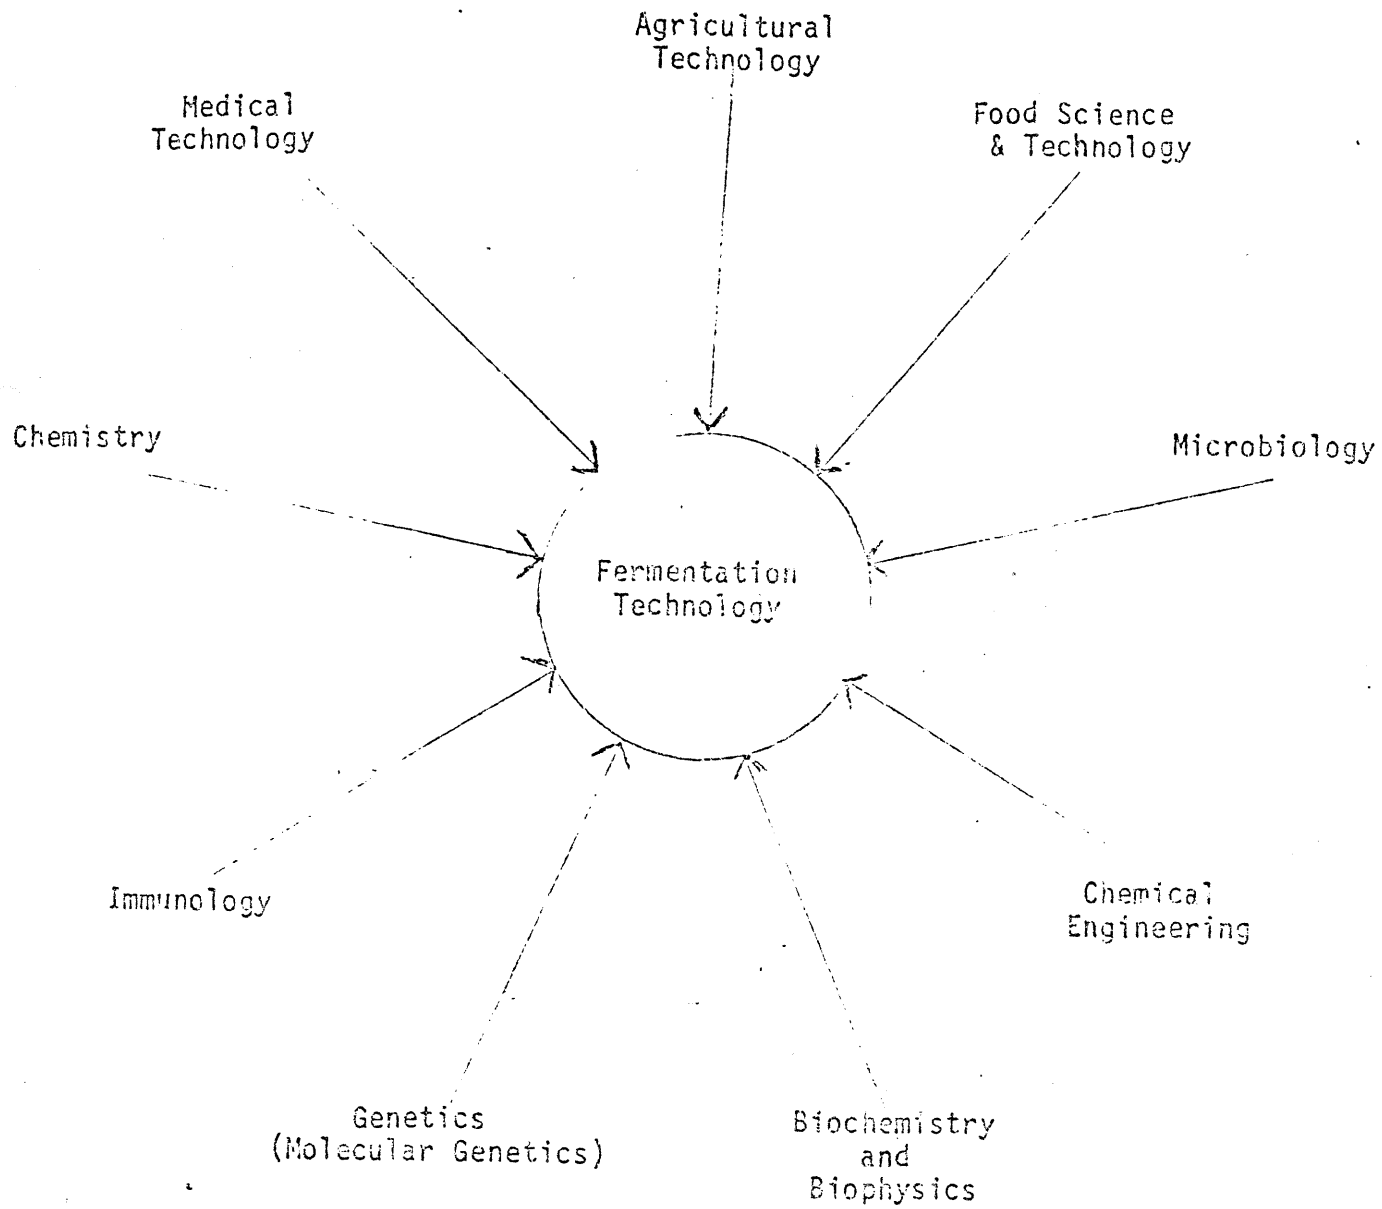 Agricultural
Technology
Medical
Technology
Food Science
& Technology
Chemistry
Microbiology
Fermentation
Technology
Immunology
Chemical
Engineering
Genetics
(Molecular Genetics)
Biochemistry
and
Biophysics